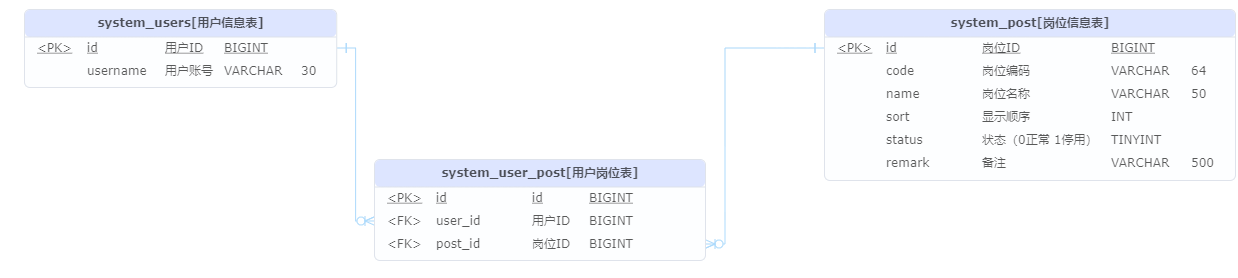 system_users[用户信息表]
<PK> id 用户ID BIGINT
username 用户账号 VARCHAR 30
system_post[岗位信息表]
<PK> id 岗位ID BIGINT
code 岗位编码 VARCHAR 64
name 岗位名称 VARCHAR 50
sort 显示顺序 INT
status 状态（0正常 1停用） TINYINT
remark 备注 VARCHAR 500
system_user_post[用户岗位表]
<PK> id id BIGINT
<FK> user_id 用户ID BIGINT
<FK> post_id 岗位ID BIGINT